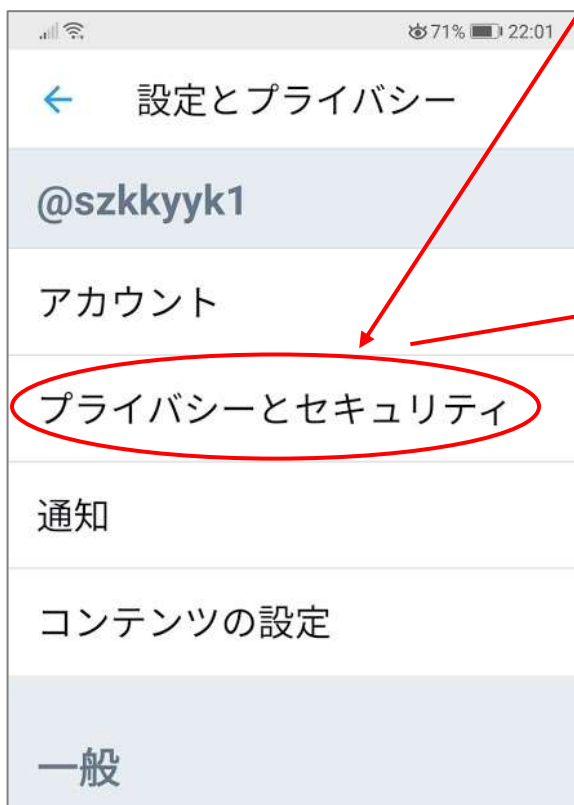 71% 22:01
← 設定とプライバシー
@szkkyyk1
アカウント
プライバシーとセキュリティ
通知
コンテンツの設定
一般